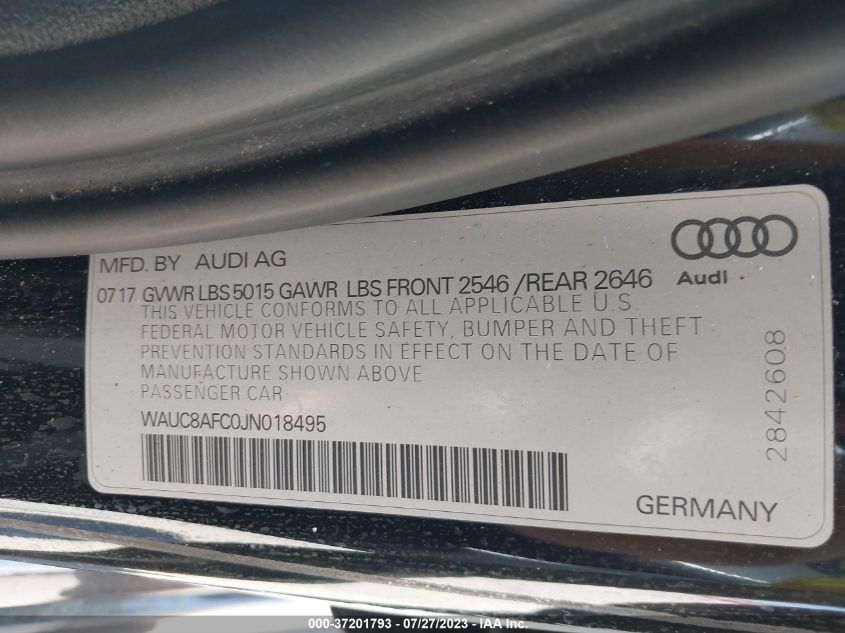 MFD. BY AUDI AG
Audi
07 17 GVWR LBS 5015 GAWR LBS FRONT 2546 / REAR 2646
THIS VEHICLE CONFORMS TO ALL APPLICABLE U.S.
FEDERAL MOTOR VEHICLE SAFETY, BUMPER AND THEFT
PREVENTION STANDARDS IN EFFECT ON THE DATE OF
MANUFACTURE SHOWN ABOVE
PASSENGER CAR
WAUC8AFC0JN018495
2842608
GERMANY
000-37201793 / 07/27/2023 - IAA Inc.